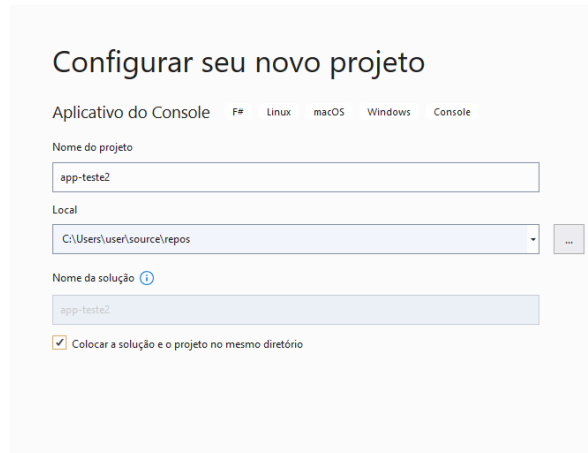 Configurar seu novo projeto
Aplicativo do Console F# Linux macOS Windows Console
Nome do projeto
app-teste2
Local
C:\Users\user\source\repos
...
Nome da solução
app-teste2
Colocar a solução e o projeto no mesmo diretório